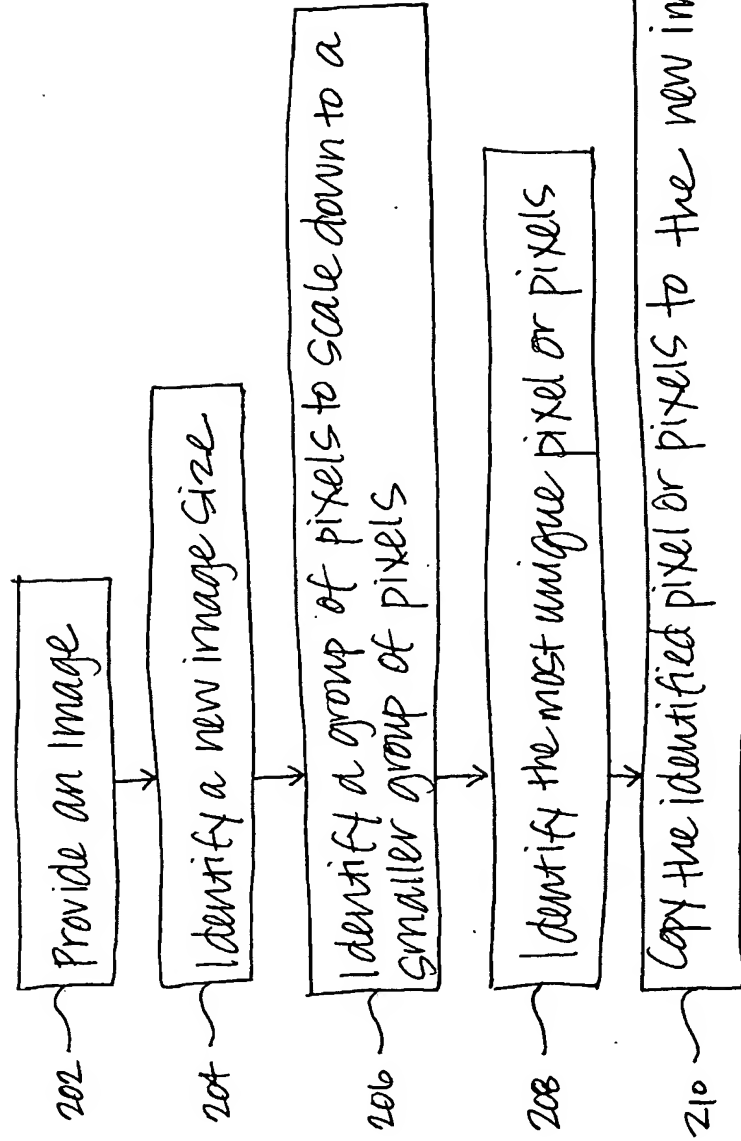 202
Provide an Image
204
Identify a new image size
206
Identify a group of pixels to scale down to a
smaller group of pixels
208
Identify the most unique pixel or pixels
210
Copy the identified pixel or pixels to the new